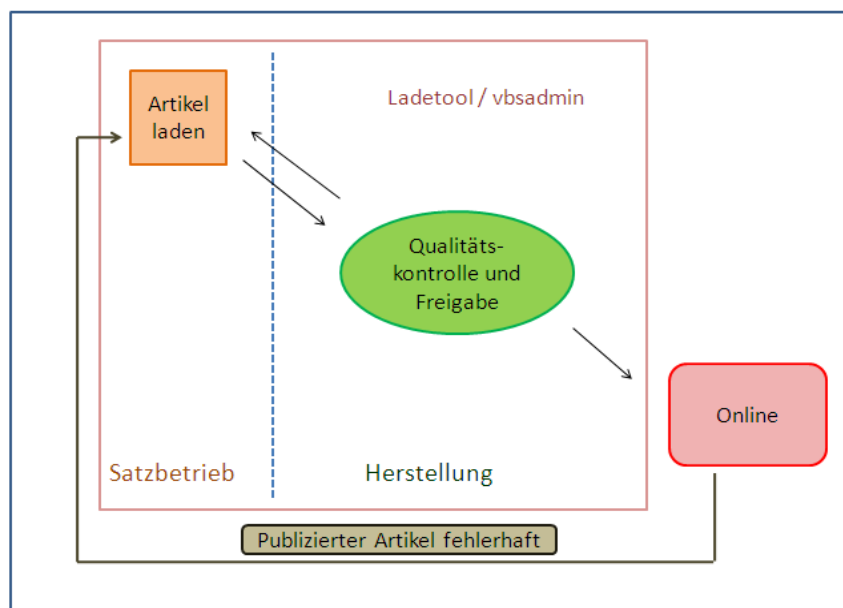 Artikel
laden
Ladetool / vbsadmin
Qualitäts-
kontrolle und
Freigabe
Online
Satzbetrieb
Herstellung
Publizierter Artikel fehlerhaft